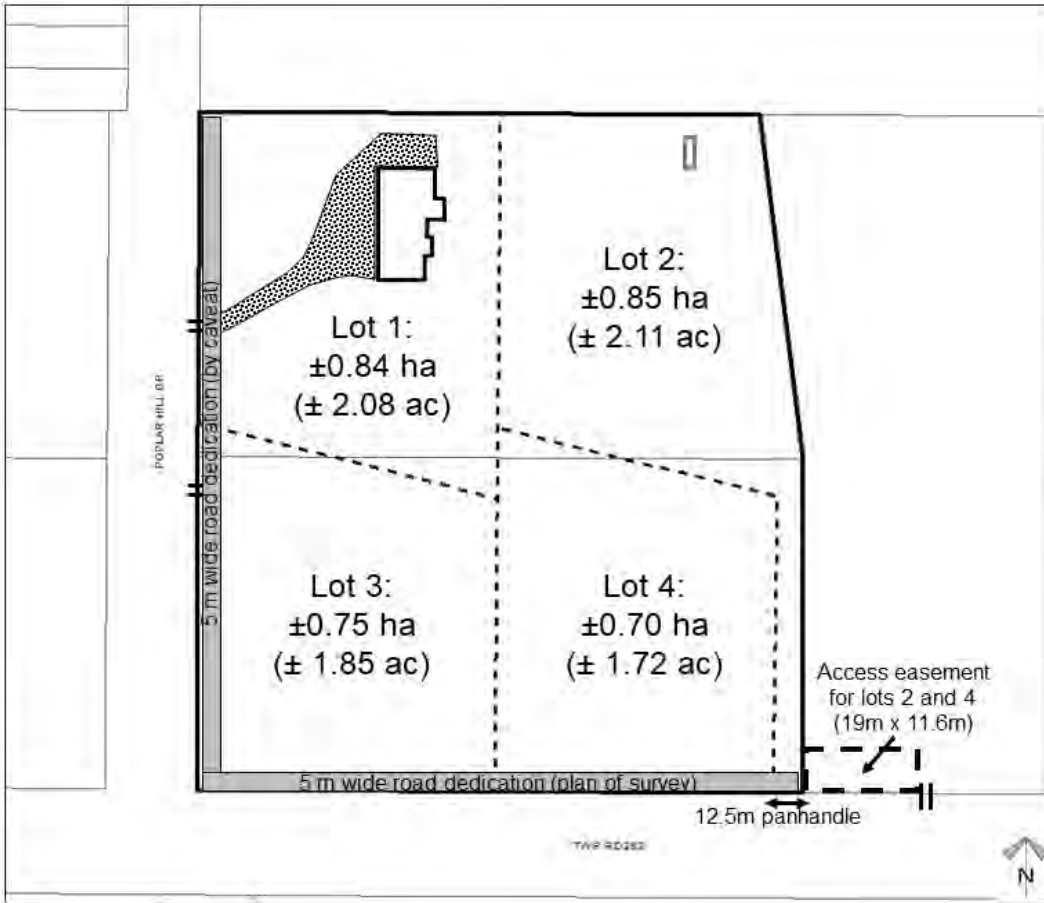 Lot 2:
±0.85 ha
(± 2.11 ac)
Lot 1:
±0.84 ha
(± 2.08 ac)
POPLAR HILL DR
5 m wide road dedication (by caveat)
Lot 3:
±0.75 ha
(± 1.85 ac)
Lot 4:
±0.70 ha
(± 1.72 ac)
Access easement
for lots 2 and 4
(19m x 11.6m)
5 m wide road dedication (plan of survey)
12.5m panhandle
TWP RD 262
N